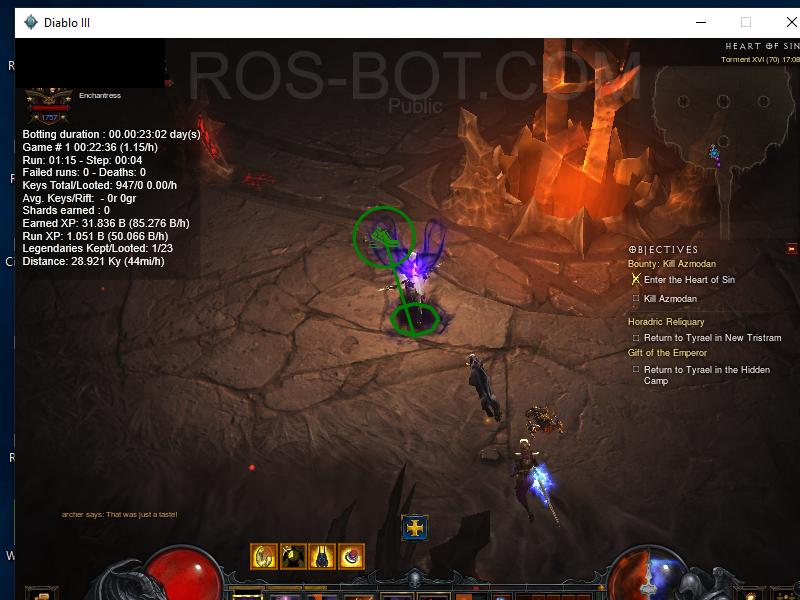 Diablo III
HEART OF SIN
Torment XVI (70) 17:08
ROS-BOT.COM
Public
Enchantress
1757
Botting duration : 00.00:23:02 day(s)
Game # 1 00:22:36 (1.15/h)
Run: 01:15 - Step: 00:04
Failed runs: 0 - Deaths: 0
Keys Total/Looted: 947/0 0.00/h
Avg. Keys/Rift: - 0r 0gr
Shards earned : 0
Earned XP: 31.836 B (85.276 B/h)
Run XP: 1.051 B (50.066 B/h)
Legendaries Kept/Looted: 1/23
Distance: 28.921 Ky (44mi/h)
OBJECTIVES
Bounty: Kill Azmodan
Enter the Heart of Sin
Kill Azmodan
Horadric Reliquary
Return to Tyrael in New Tristram
Gift of the Emperor
Return to Tyrael in the Hidden
Camp
archer says: That was just a taste!